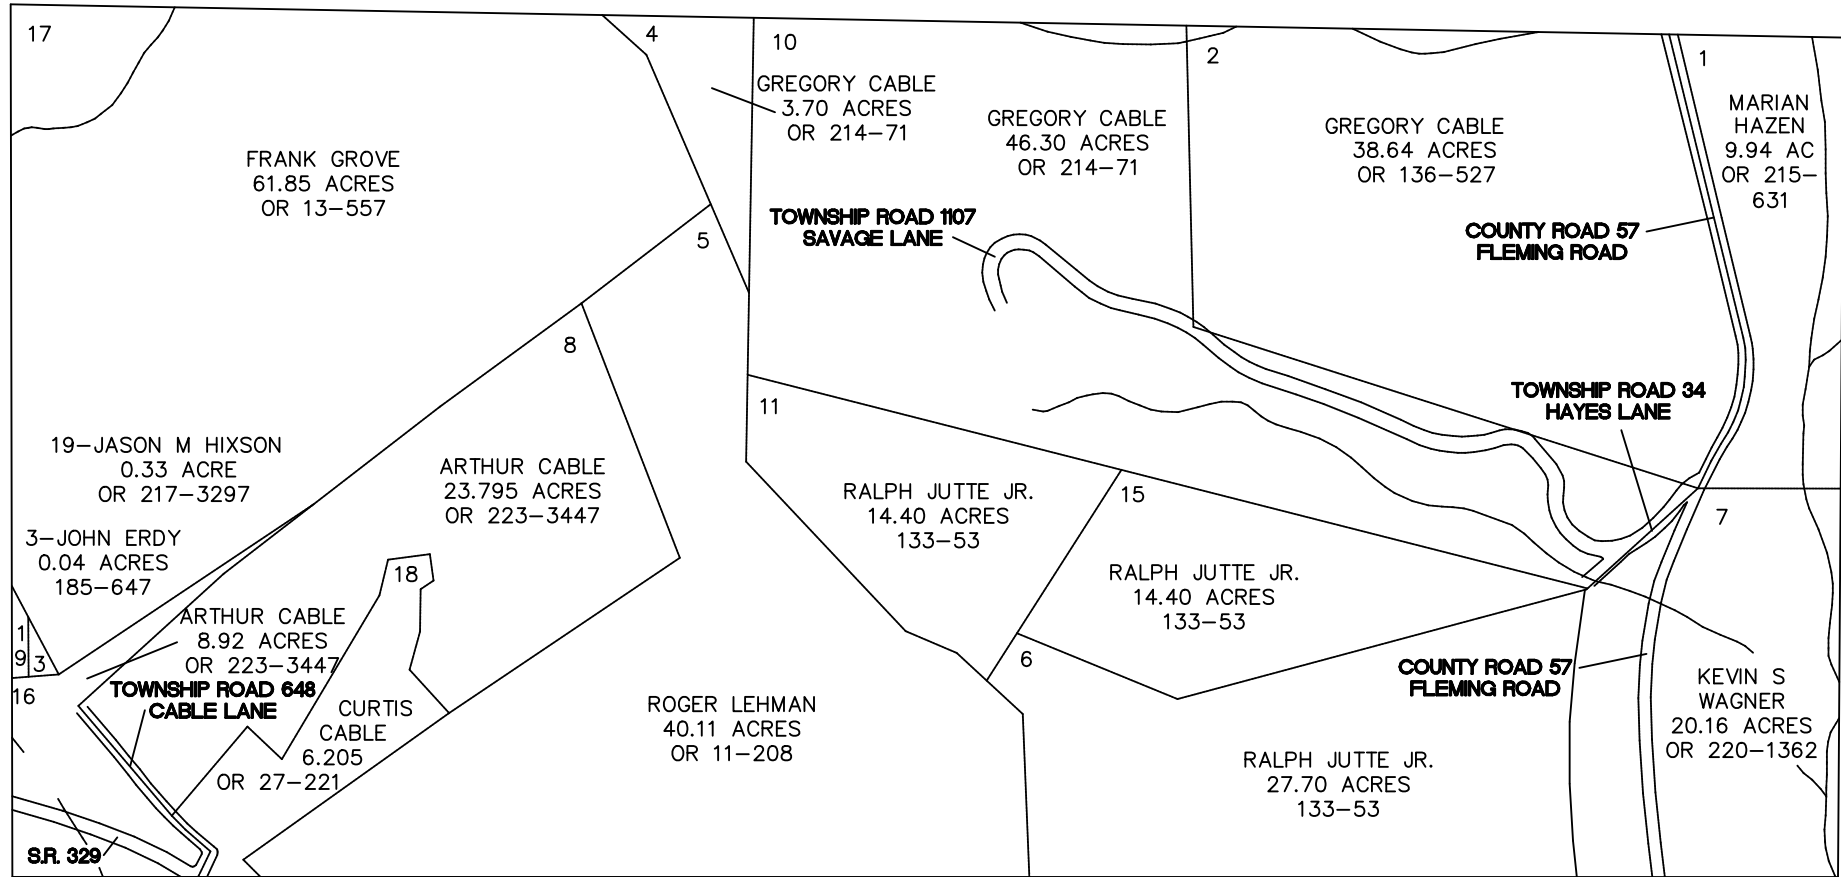 17
4
10
2
1
GREGORY CABLE
3.70 ACRES
OR 214-71
GREGORY CABLE
46.30 ACRES
OR 214-71
GREGORY CABLE
38.64 ACRES
OR 136-527
MARIAN
HAZEN
9.94 AC
OR 215-
631
FRANK GROVE
61.85 ACRES
OR 13-557
TOWNSHIP ROAD 1107
SAVAGE LANE
COUNTY ROAD 57
FLEMING ROAD
5
8
TOWNSHIP ROAD 34
HAYES LANE
11
19-JASON M HIXSON
0.33 ACRE
OR 217-3297
ARTHUR CABLE
23.795 ACRES
OR 223-3447
RALPH JUTTE JR.
14.40 ACRES
133-53
15
7
3-JOHN ERDY
0.04 ACRES
185-647
18
RALPH JUTTE JR.
14.40 ACRES
133-53
ARTHUR CABLE
8.92 ACRES
OR 223-3447
1
9
3
6
16
TOWNSHIP ROAD 648
CABLE LANE
CURTIS
CABLE
6.205
OR 27-221
ROGER LEHMAN
40.11 ACRES
OR 11-208
COUNTY ROAD 57
FLEMING ROAD
KEVIN S
WAGNER
20.16 ACRES
OR 220-1362
RALPH JUTTE JR.
27.70 ACRES
133-53
S.R. 329